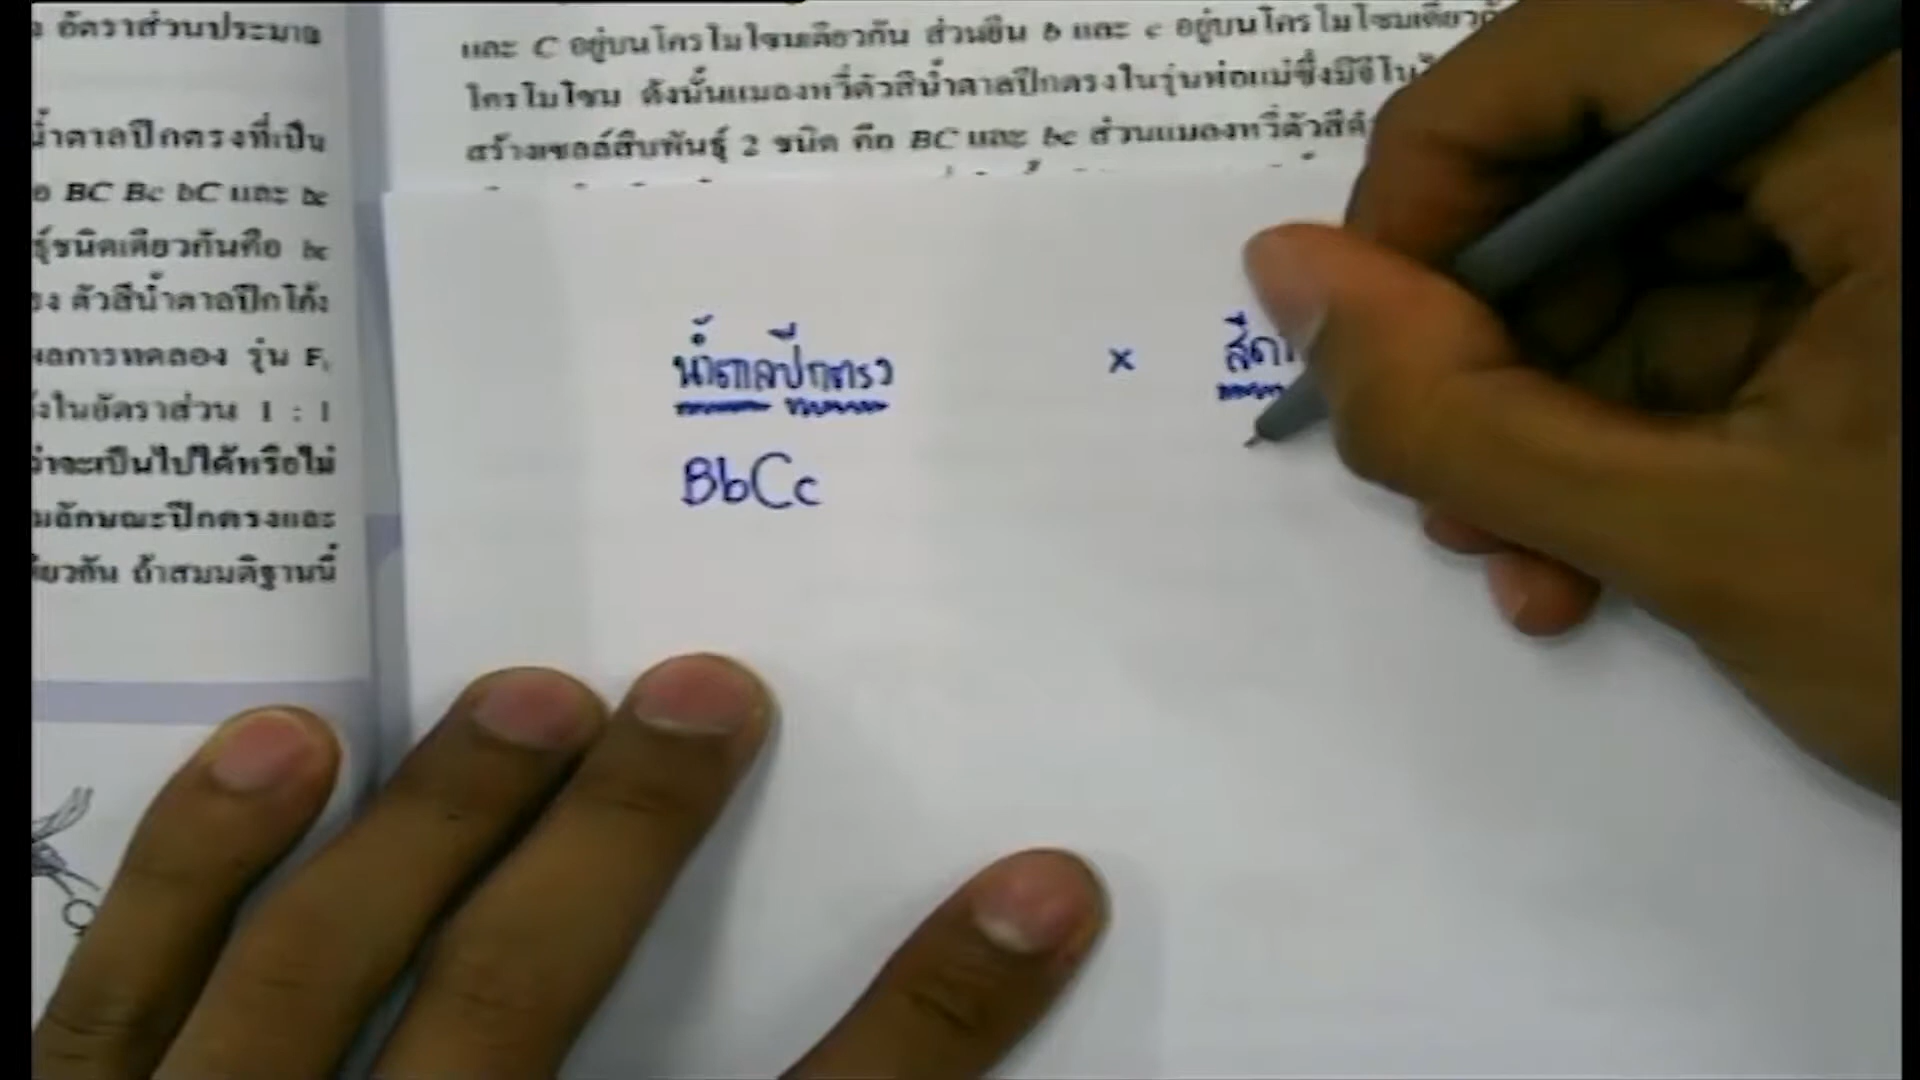 อัตราส่วนประมาณ
น้ำตาลปีกตรงที่เป็น
BC Bc bC และ bc
ชนิดเดียวกันคือ bc
ตัวสีน้ำตาลปีกโค้ง
ผลการทดลอง รุ่น F₁
ในอัตราส่วน 1 : 1
ว่าจะเป็นไปได้หรือไม่
ลักษณะปีกตรงและ
เดียวกัน ถ้าสมมติฐานนี้
และ C อยู่บนโครโมโซมเดียวกัน ส่วนยีน b และ c อยู่บนโครโมโซมเดียว
โครโมโซม ดังนั้นแมลงหวี่ตัวสีน้ำตาลปีกตรงในรุ่นพ่อแม่ซึ่งมีจีโน
สร้างเซลล์สืบพันธุ์ 2 ชนิด คือ BC และ bc ส่วนแมลงหวี่ตัวสีดำ
น้ำตาลปีกตรง × สีดำ
BbCc